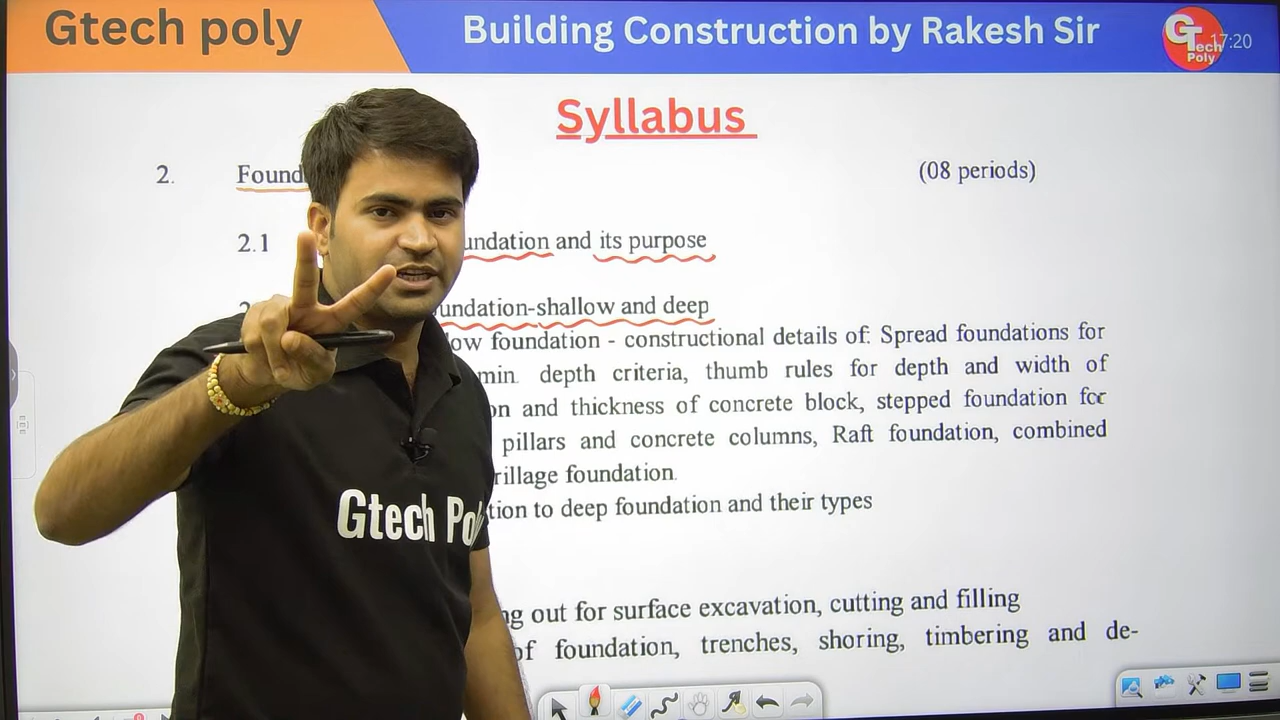 Gtech poly
Building Construction by Rakesh Sir
GTech Poly
17:20
Syllabus
2. Found (08 periods)
2.1 undation and its purpose
undation-shallow and deep
low foundation - constructional details of: Spread foundations for
min. depth criteria, thumb rules for depth and width of
on and thickness of concrete block, stepped foundation for
pillars and concrete columns, Raft foundation, combined
rillage foundation.
tion to deep foundation and their types
ng out for surface excavation, cutting and filling
of foundation, trenches, shoring, timbering and de-
Gtech Po